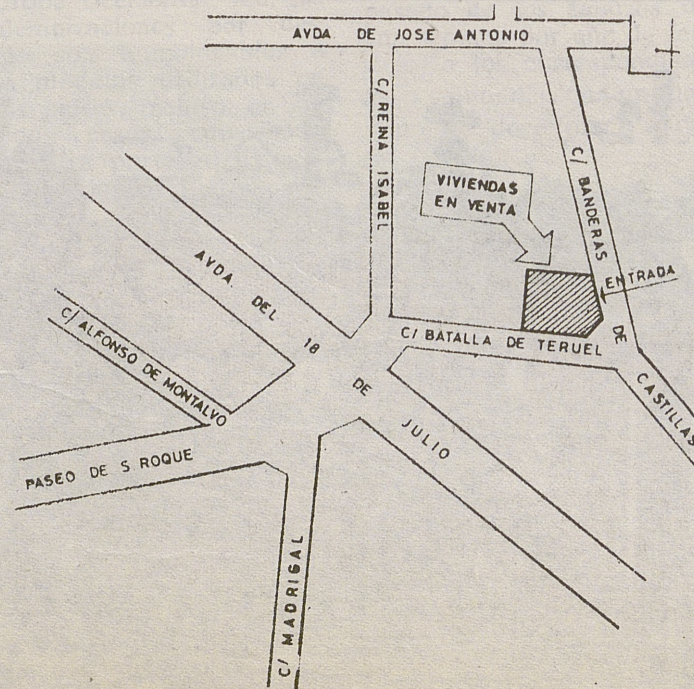 AVDA DE JOSE ANTONIO
C/ REINA ISABEL
C/ BANDERAS DE CASTILLAS
VIVIENDAS
EN VENTA
ENTRADA
AVDA. DEL 18 DE JULIO
C/ BATALLA DE TERUEL
C/ ALFONSO DE MONTALVO
PASEO DE S ROQUE
C/ MADRIGAL